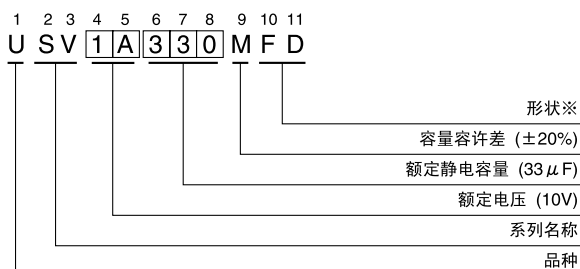 1 2 3 4 5 6 7 8 9 10 11
U S V 1 A 3 3 0 M F D
形状※
容量容许差 (±20%)
额定静电容量 (33μF)
额定电压 (10V)
系列名称
品种